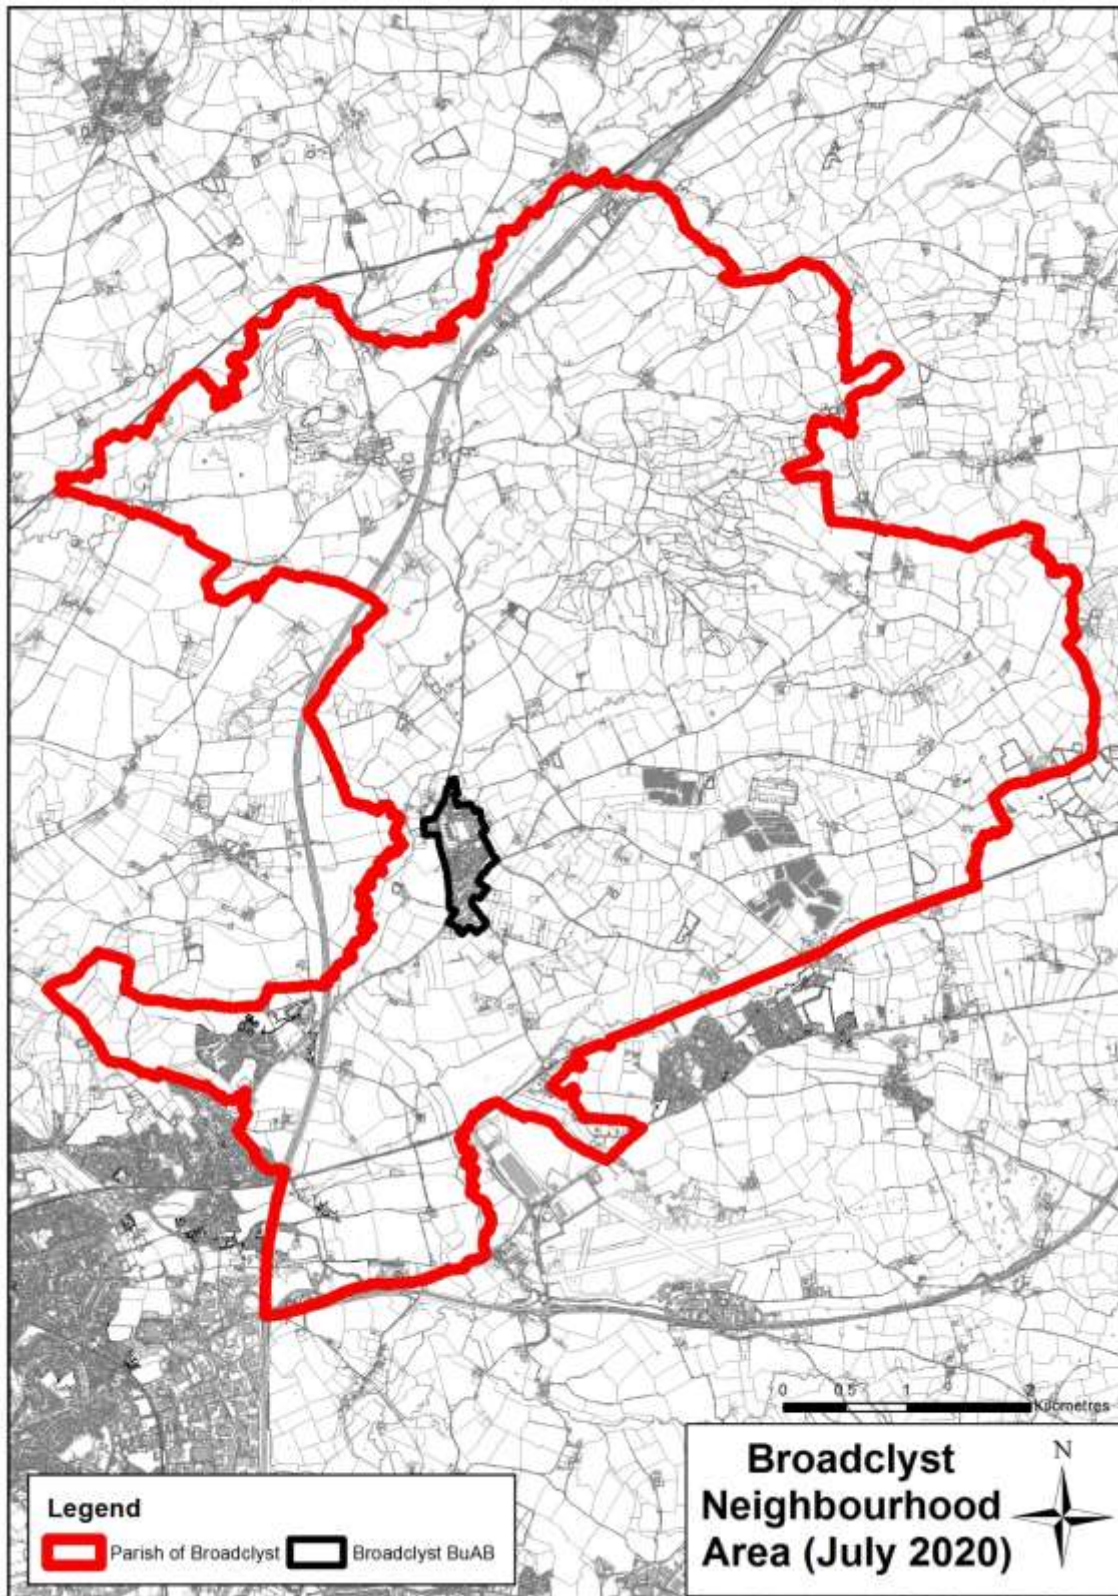 0 0.5 1 2
Kilometres
Broadclyst
Neighbourhood
Area (July 2020)
N
Legend
Parish of Broadclyst
Broadclyst BuAB